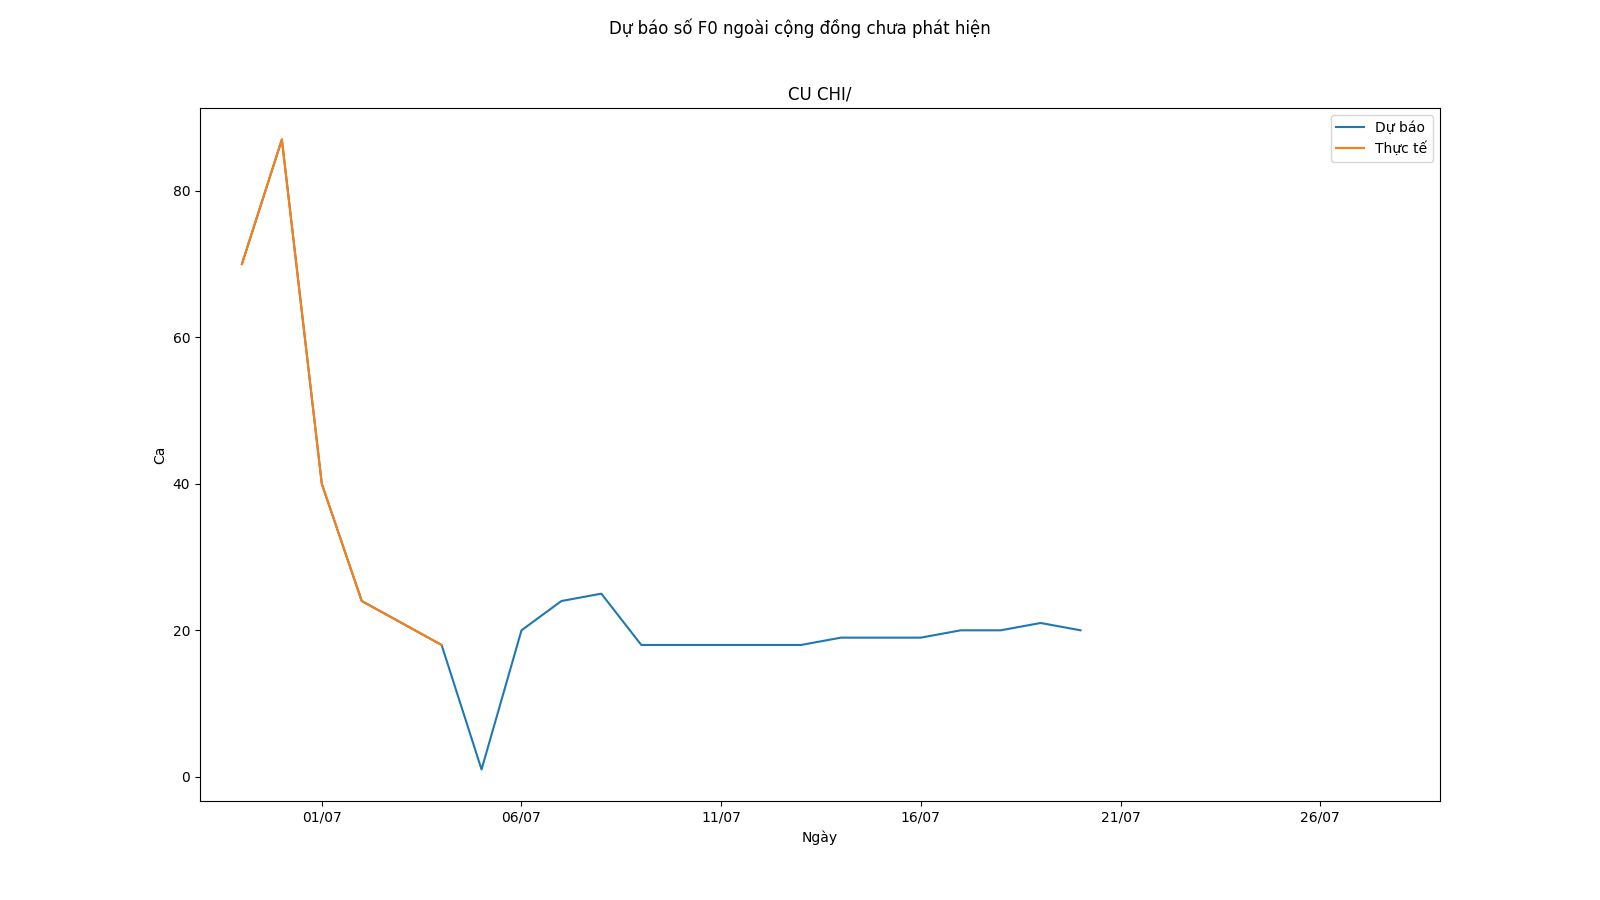 Dự báo số F0 ngoài cộng đồng chưa phát hiện
CU CHI/
Dự báo
Thực tế
80
60
40
20
0
Ca
01/07
06/07
11/07
16/07
21/07
26/07
Ngày